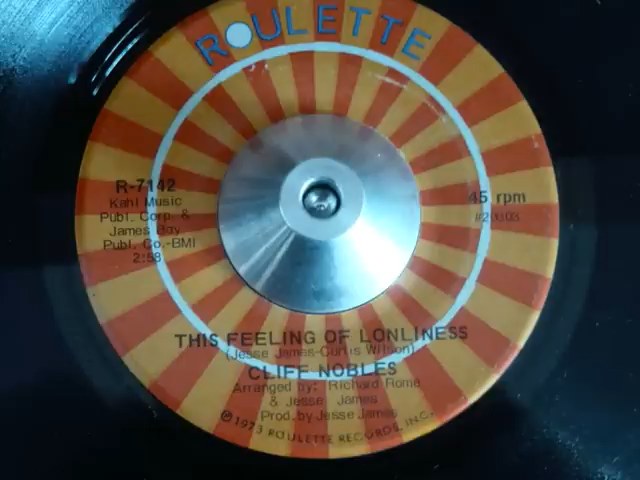 ROULETTE
R-7142
Kahl Music
Publ. Corp. &
James Boy
Publ. Co.-BMI
2:58
45 rpm
THIS FEELING OF LONLINESS
(Jesse James-Curtis Wilson)
CLIFF NOBLES
Arranged by: Richard Rome
& Jesse James
Prod. by Jesse James
℗1973 ROULETTE RECORDS, INC.